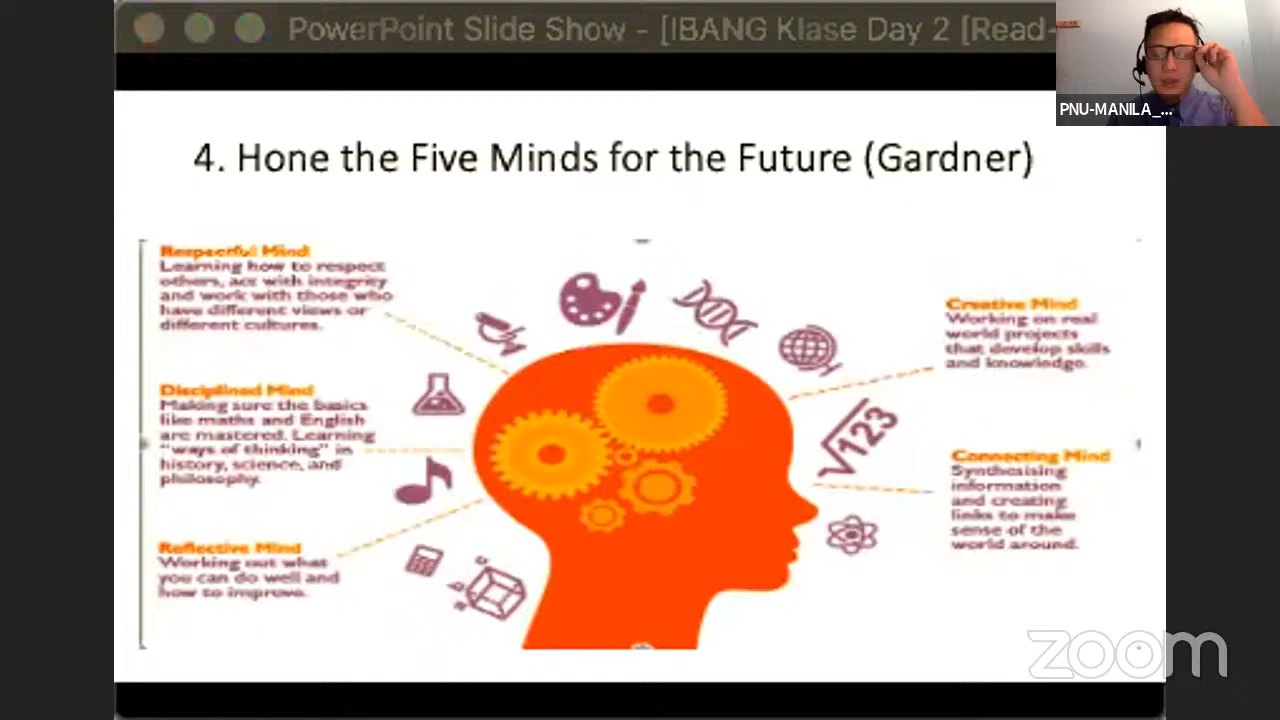 PowerPoint Slide Show - [IBANG Klase Day 2 [Read-
PNU-MANILA_...
4. Hone the Five Minds for the Future (Gardner)
Respectful Mind
Learning how to respect
others, act with integrity
and work with those who
have different views or
different cultures.
Disciplined Mind
Making sure the basics
like maths and English
are mastered. Learning
"ways of thinking" in
history, science, and
philosophy.
Reflective Mind
Working out what
you can do well and
how to improve.
Creative Mind
Working on real
world projects
that develop skills
and knowledge.
√123
Connecting Mind
Synthesising
information
and creating
links to make
sense of the
world around.
zoom